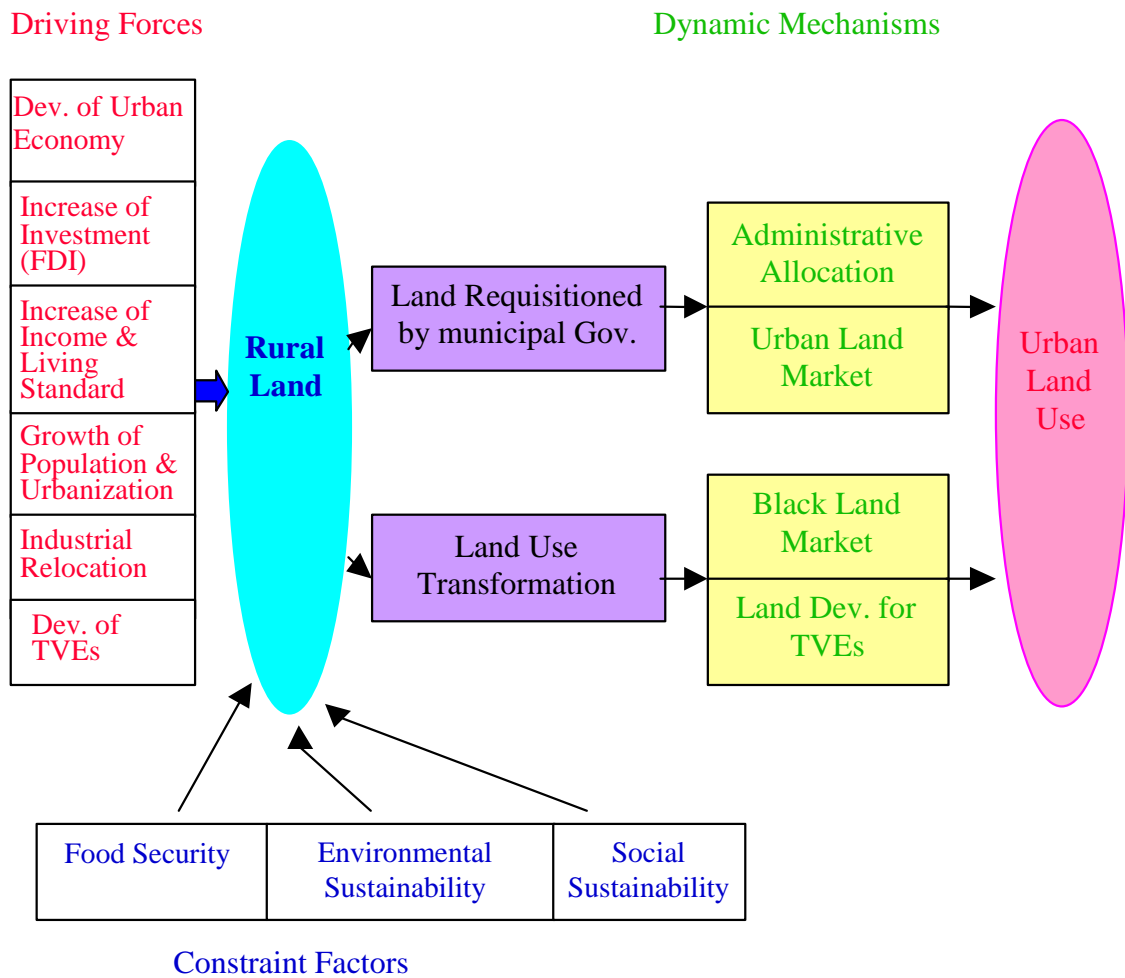 Driving Forces
Dynamic Mechanisms
Dev. of Urban
Economy
Increase of
Investment
(FDI)
Increase of
Income &
Living
Standard
Growth of
Population &
Urbanization
Industrial
Relocation
Dev. of
TVEs
Rural
Land
Land Requisitioned
by municipal Gov.
Land Use
Transformation
Administrative
Allocation
Urban Land
Market
Black Land
Market
Land Dev. for
TVEs
Urban
Land
Use
Food Security
Environmental
Sustainability
Social
Sustainability
Constraint Factors